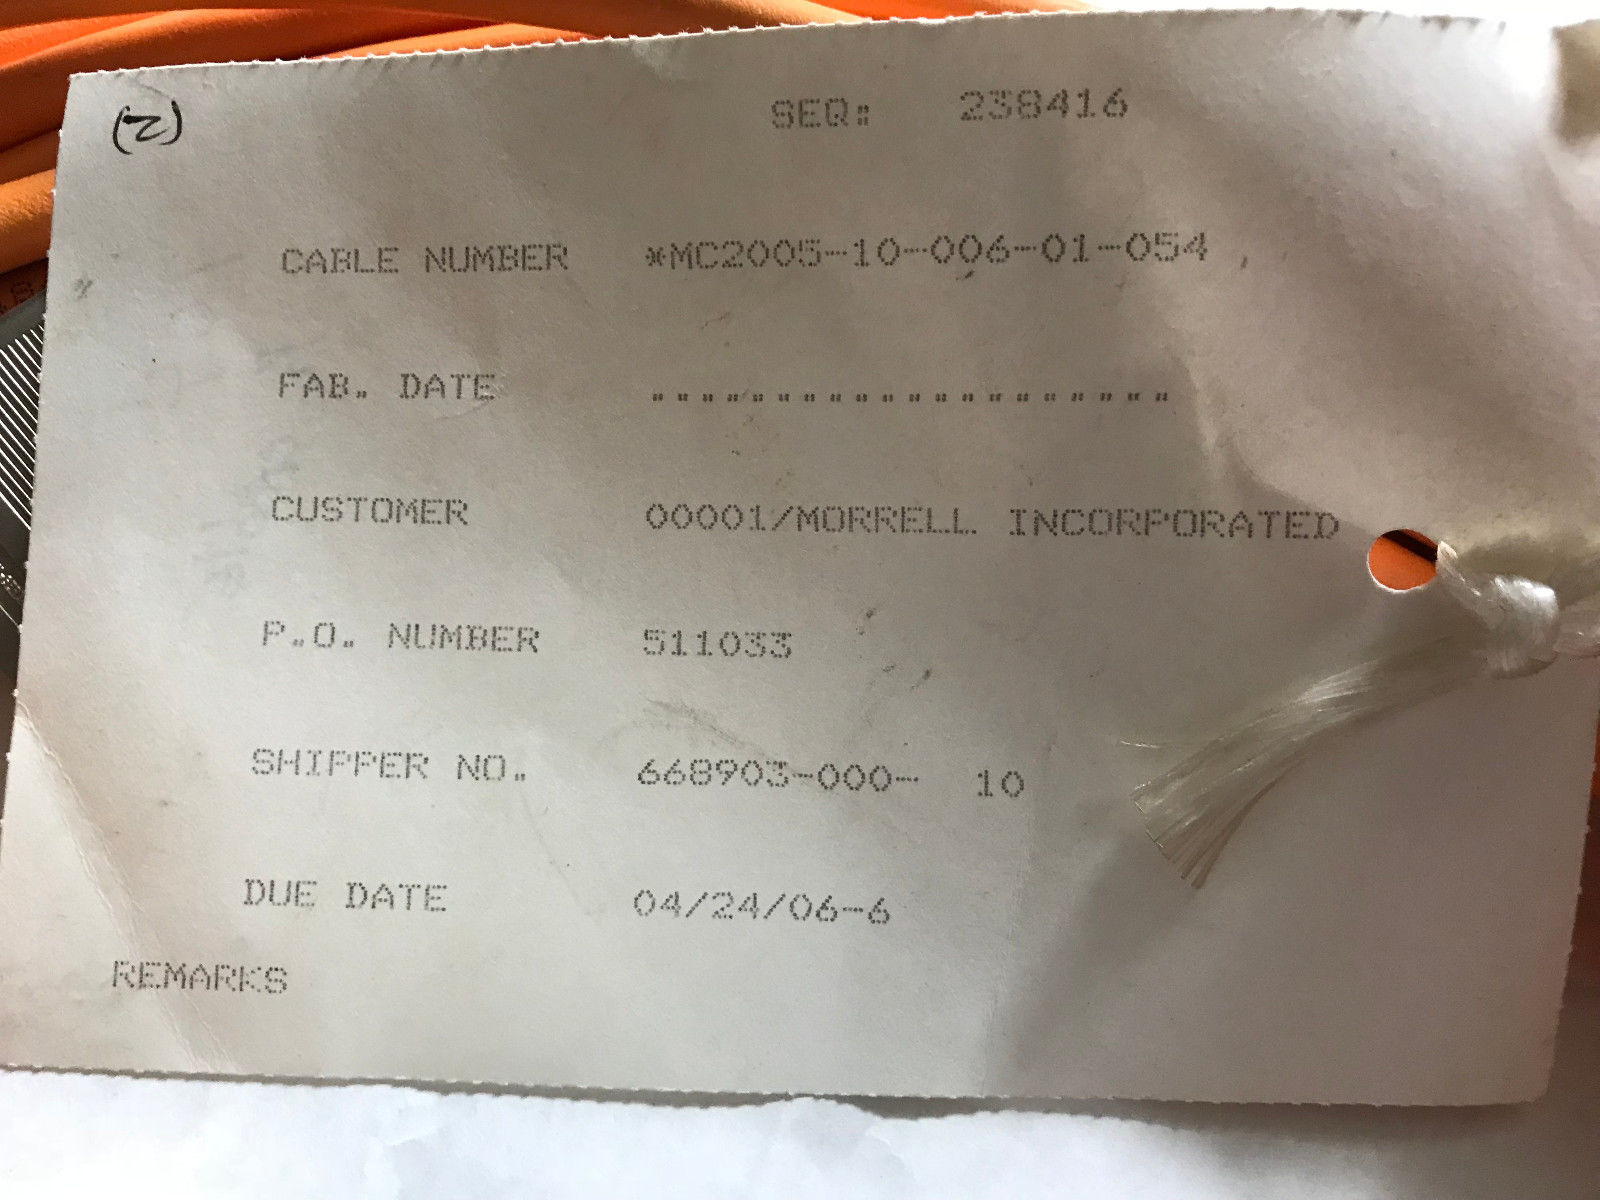 (2)
SEQ: 238416
CABLE NUMBER *MC2005-10-006-01-054
FAB. DATE ....................
CUSTOMER 00001/MORRELL INCORPORATED
P.O. NUMBER 511033
SHIPPER NO. 668903-000- 10
DUE DATE 04/24/06-6
REMARKS